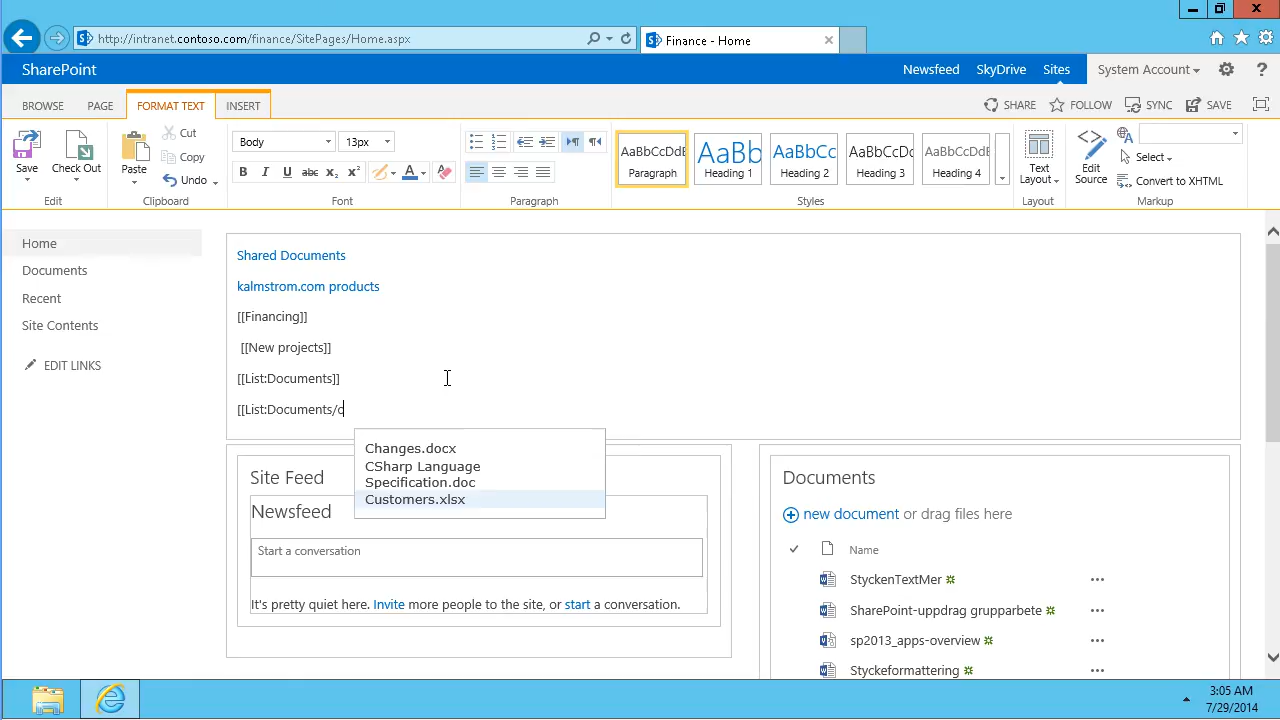 http://intranet.contoso.com/finance/SitePages/Home.aspx
Finance - Home
SharePoint
Newsfeed SkyDrive Sites System Account ?
BROWSE PAGE FORMAT TEXT INSERT
SHARE FOLLOW SYNC SAVE
Save
Check Out
Edit
Paste
Cut
Copy
Undo
Clipboard
Body 13px
B I U abc x₂ x² A
Font
Paragraph
AaBbCcDdE
Paragraph
AaBb
Heading 1
AaBbCc
Heading 2
AaBbCcDc
Heading 3
AaBbCcDdE
Heading 4
Styles
Text
Layout
Layout
Edit
Source
Select
Convert to XHTML
Markup
Home
Documents
Recent
Site Contents
EDIT LINKS
Shared Documents
kalmstrom.com products
[[Financing]]
[[New projects]]
[[List:Documents]]
[[List:Documents/c
Changes.docx
CSharp Language
Specification.doc
Customers.xlsx
Site Feed
Newsfeed
Start a conversation
It's pretty quiet here. Invite more people to the site, or start a conversation.
Documents
new document or drag files here
Name
StyckenTextMer
SharePoint-uppdrag grupparbete
sp2013_apps-overview
Styckeformattering
3:05 AM
7/29/2014